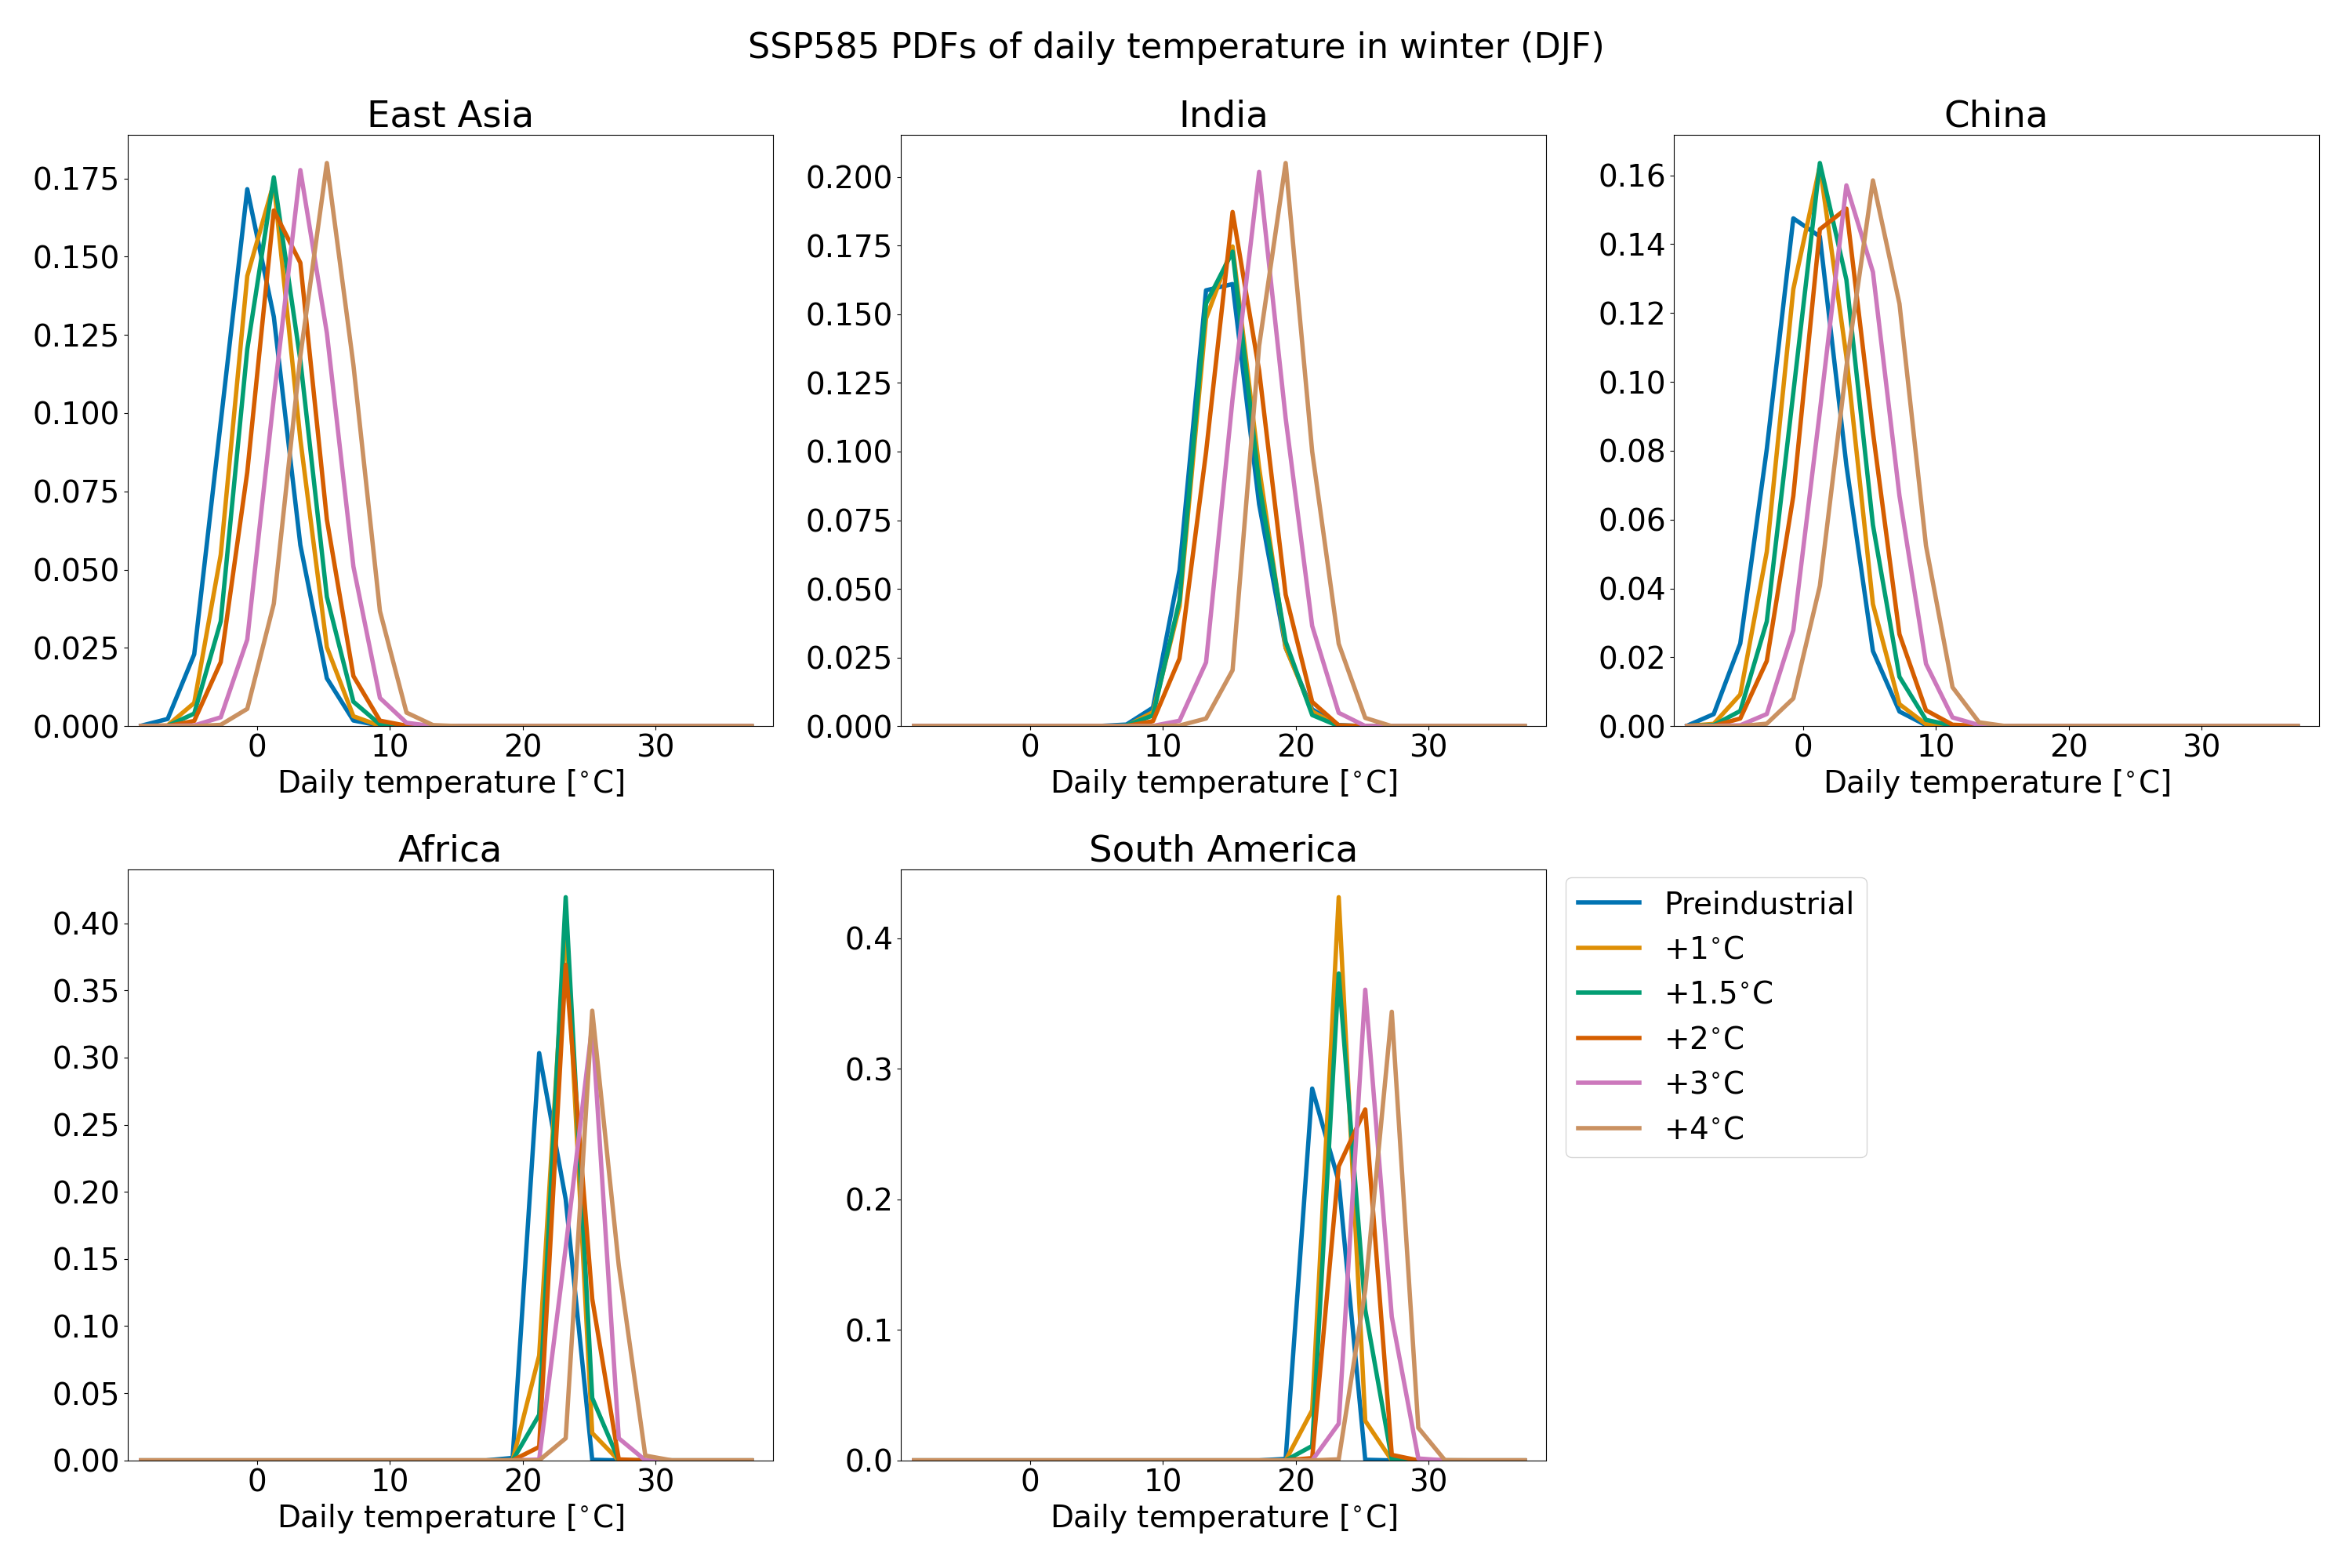 SSP585 PDFs of daily temperature in winter (DJF)
East Asia
0.175
0.150
0.125
0.100
0.075
0.050
0.025
0.000
0 10 20 30
Daily temperature [°C]
India
0.200
0.175
0.150
0.125
0.100
0.075
0.050
0.025
0.000
0 10 20 30
Daily temperature [°C]
China
0.16
0.14
0.12
0.10
0.08
0.06
0.04
0.02
0.00
0 10 20 30
Daily temperature [°C]
Africa
0.40
0.35
0.30
0.25
0.20
0.15
0.10
0.05
0.00
0 10 20 30
Daily temperature [°C]
South America
0.4
0.3
0.2
0.1
0.0
0 10 20 30
Daily temperature [°C]
Preindustrial
+1°C
+1.5°C
+2°C
+3°C
+4°C